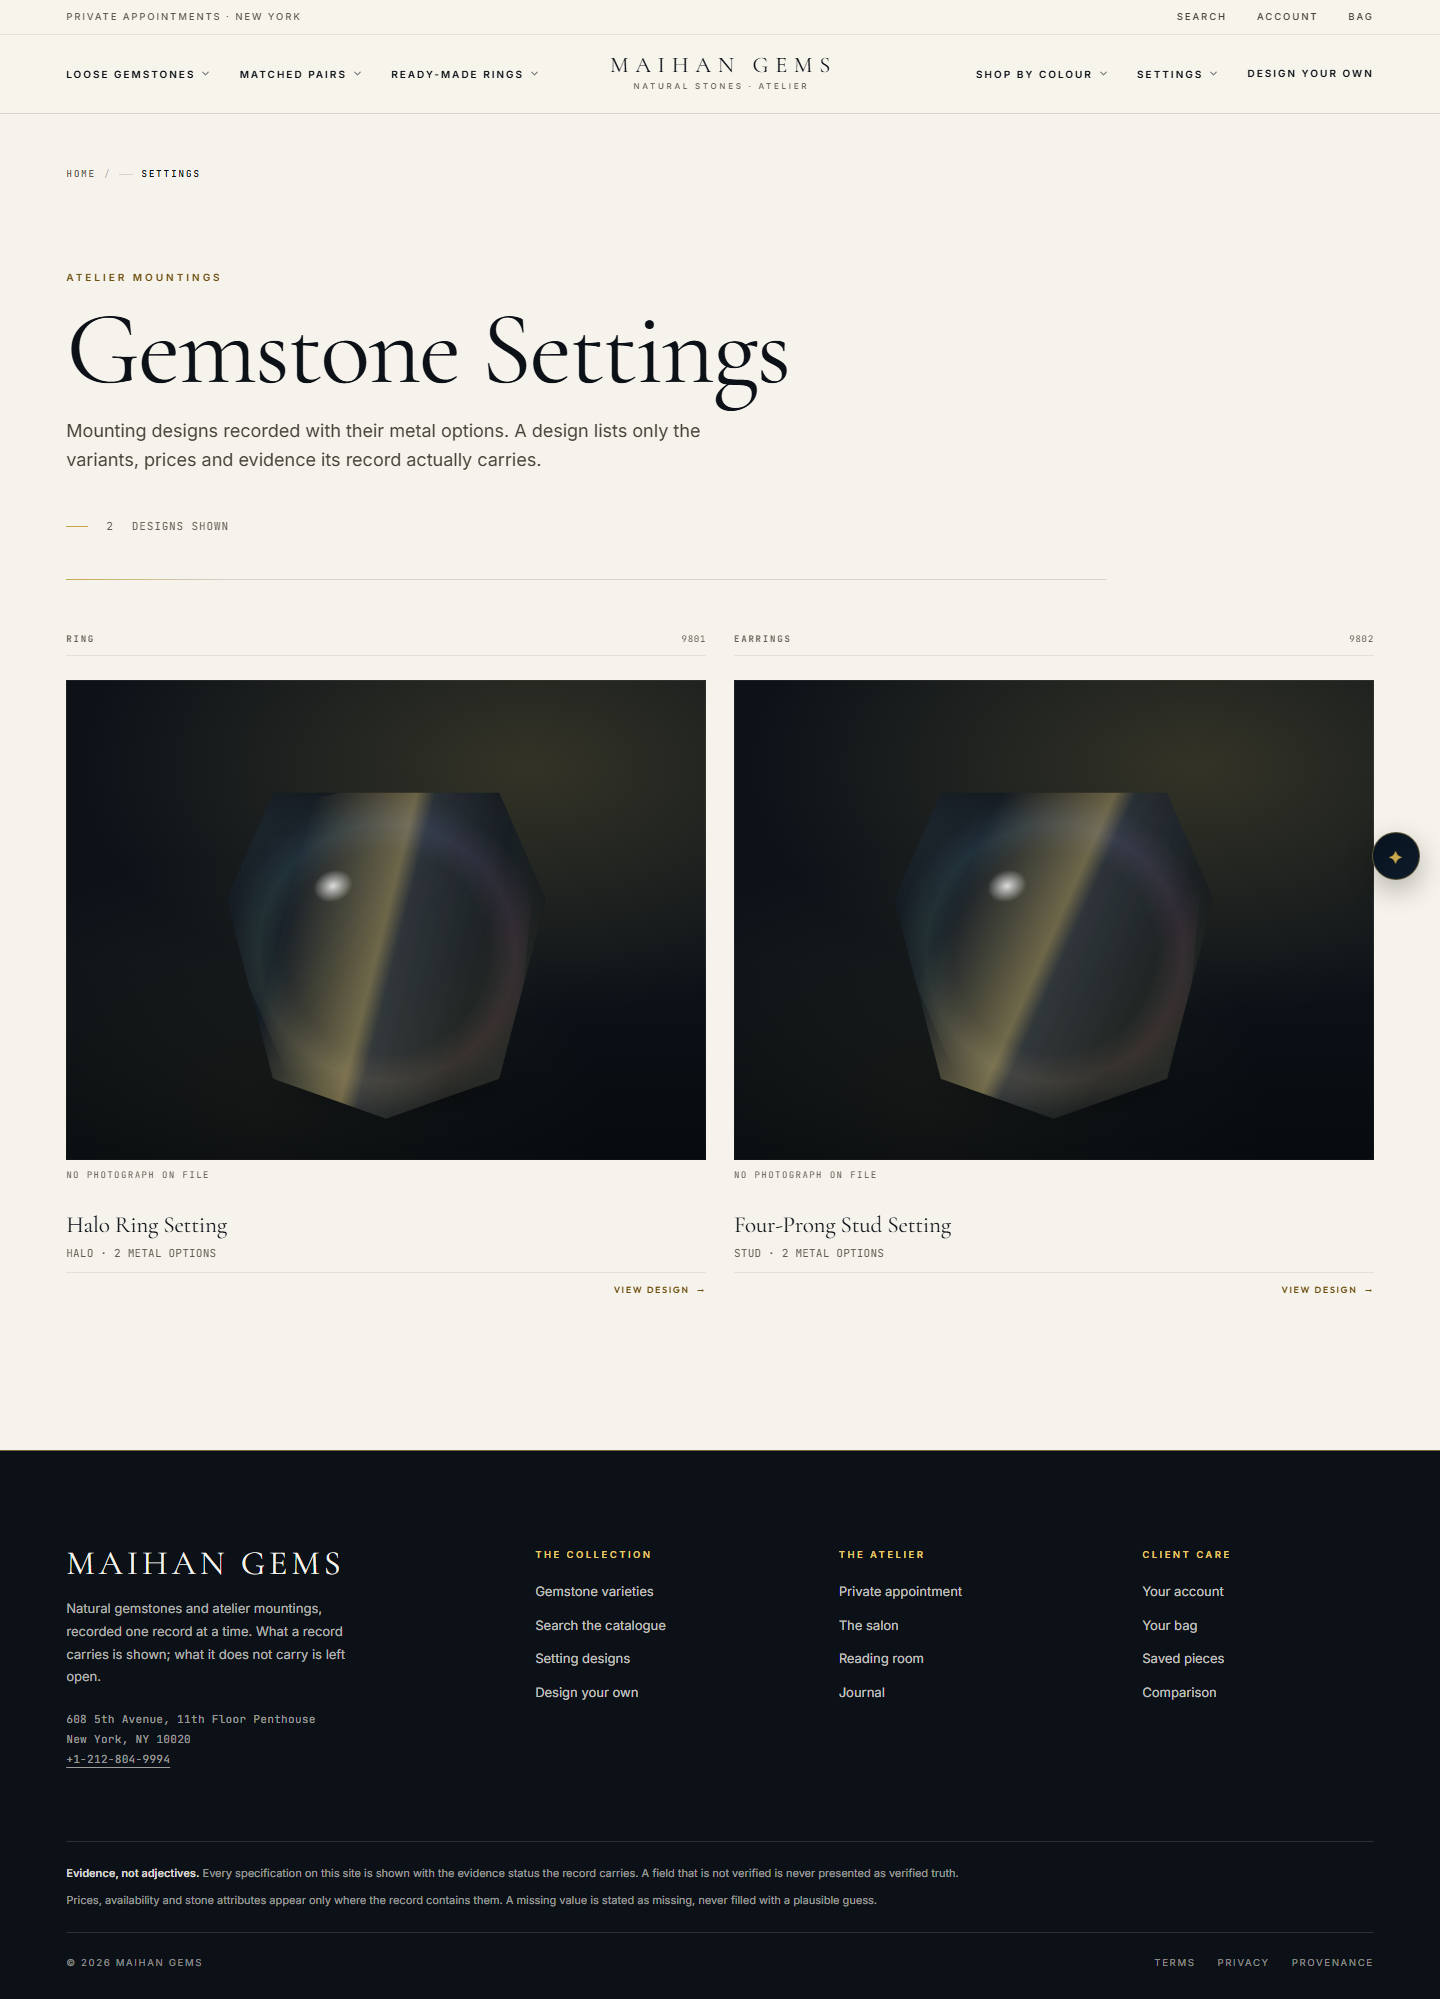 PRIVATE APPOINTMENTS · NEW YORK
SEARCH ACCOUNT BAG
LOOSE GEMSTONES MATCHED PAIRS READY-MADE RINGS
MAIHAN GEMS
NATURAL STONES · ATELIER
SHOP BY COLOUR SETTINGS DESIGN YOUR OWN
HOME / — SETTINGS
ATELIER MOUNTINGS
Gemstone Settings
Mounting designs recorded with their metal options. A design lists only the
variants, prices and evidence its record actually carries.
2 DESIGNS SHOWN
RING 9801
EARRINGS 9802
NO PHOTOGRAPH ON FILE
NO PHOTOGRAPH ON FILE
Halo Ring Setting
HALO · 2 METAL OPTIONS
VIEW DESIGN →
Four-Prong Stud Setting
STUD · 2 METAL OPTIONS
VIEW DESIGN →
MAIHAN GEMS
Natural gemstones and atelier mountings,
recorded one record at a time. What a record
carries is shown; what it does not carry is left
open.
608 5th Avenue, 11th Floor Penthouse
New York, NY 10020
+1-212-804-9994
THE COLLECTION
Gemstone varieties
Search the catalogue
Setting designs
Design your own
THE ATELIER
Private appointment
The salon
Reading room
Journal
CLIENT CARE
Your account
Your bag
Saved pieces
Comparison
Evidence, not adjectives. Every specification on this site is shown with the evidence status the record carries. A field that is not verified is never presented as verified truth.
Prices, availability and stone attributes appear only where the record contains them. A missing value is stated as missing, never filled with a plausible guess.
© 2026 MAIHAN GEMS
TERMS PRIVACY PROVENANCE